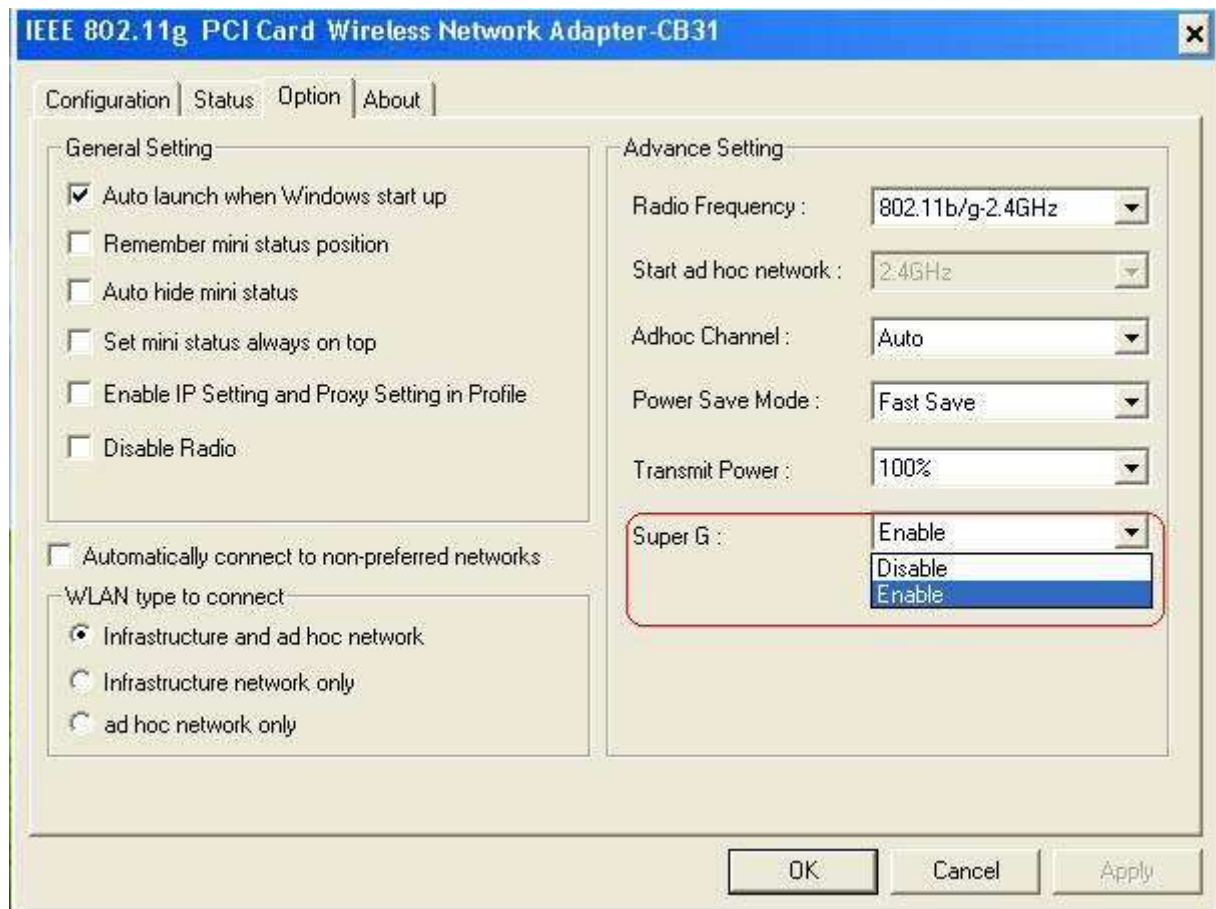 IEEE 802.11g PCI Card Wireless Network Adapter-CB31
Configuration
Status
Option
About
General Setting
Auto launch when Windows start up
Remember mini status position
Auto hide mini status
Set mini status always on top
Enable IP Setting and Proxy Setting in Profile
Disable Radio
Automatically connect to non-preferred networks
WLAN type to connect
Infrastructure and ad hoc network
Infrastructure network only
ad hoc network only
Advance Setting
Radio Frequency : 802.11b/g-2.4GHz
Start ad hoc network : 2.4GHz
Adhoc Channel : Auto
Power Save Mode : Fast Save
Transmit Power : 100%
Super G : Enable
Disable
Enable
OK
Cancel
Apply